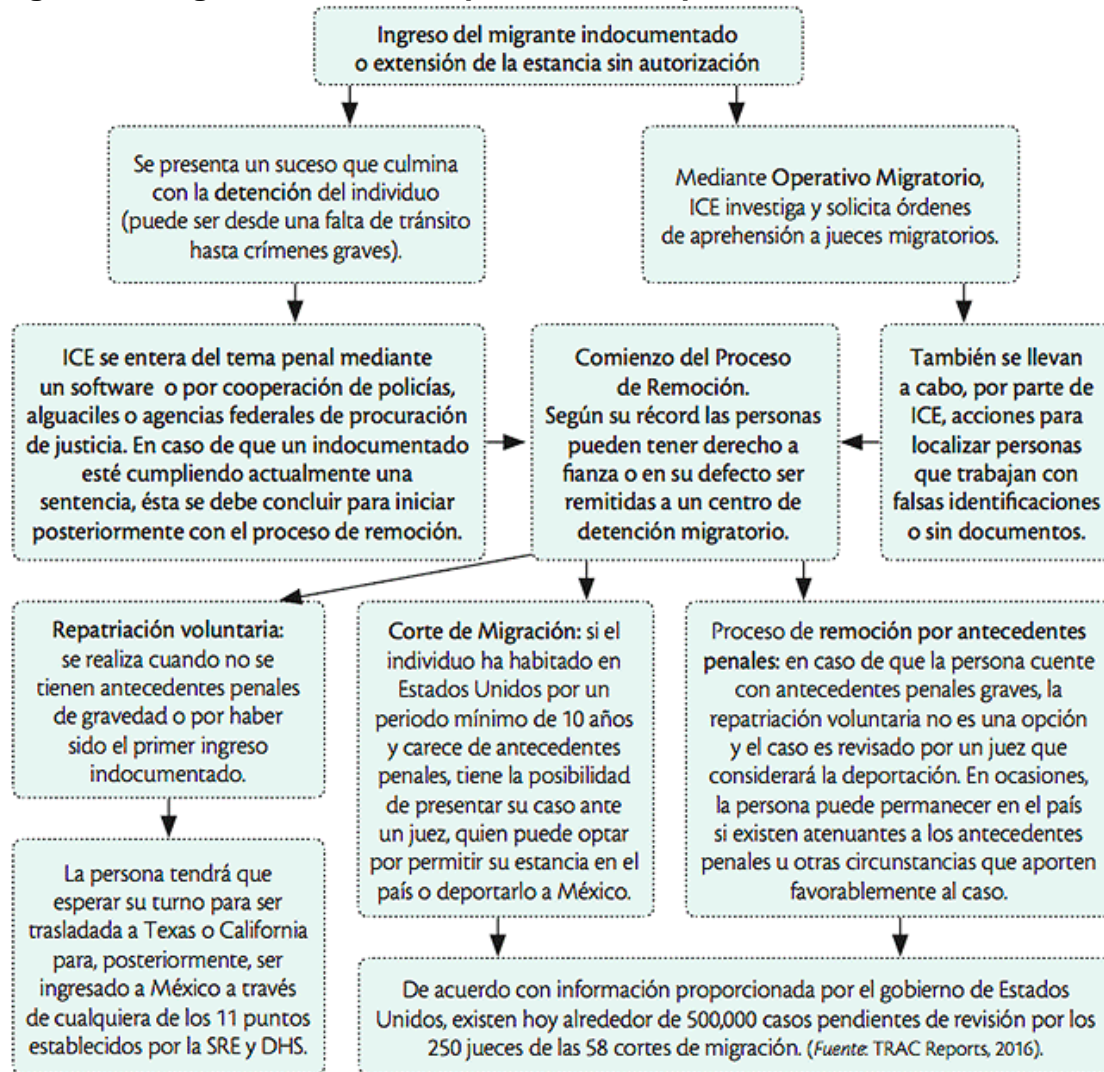 Ingreso del migrante indocumentado
o extensión de la estancia sin autorización
Se presenta un suceso que culmina
con la detención del individuo
(puede ser desde una falta de tránsito
hasta crímenes graves).
Mediante Operativo Migratorio,
ICE investiga y solicita órdenes
de aprehensión a jueces migratorios.
ICE se entera del tema penal mediante
un software o por cooperación de policías,
alguaciles o agencias federales de procuración
de justicia. En caso de que un indocumentado
esté cumpliendo actualmente una
sentencia, ésta se debe concluir para iniciar
posteriormente con el proceso de remoción.
Comienzo del Proceso
de Remoción.
Según su récord las personas
pueden tener derecho a
fianza o en su defecto ser
remitidas a un centro de
detención migratorio.
También se llevan
a cabo, por parte de
ICE, acciones para
localizar personas
que trabajan con
falsas identificaciones
o sin documentos.
Repatriación voluntaria:
se realiza cuando no se
tienen antecedentes penales
de gravedad o por haber
sido el primer ingreso
indocumentado.
Corte de Migración: si el
individuo ha habitado en
Estados Unidos por un
periodo mínimo de 10 años
y carece de antecedentes
penales, tiene la posibilidad
de presentar su caso ante
un juez, quien puede optar
por permitir su estancia en el
país o deportarlo a México.
Proceso de remoción por antecedentes
penales: en caso de que la persona cuente
con antecedentes penales graves, la
repatriación voluntaria no es una opción
y el caso es revisado por un juez que
considerará la deportación. En ocasiones,
la persona puede permanecer en el país
si existen atenuantes a los antecedentes
penales u otras circunstancias que aporten
favorablemente al caso.
La persona tendrá que
esperar su turno para ser
trasladada a Texas o California
para, posteriormente, ser
ingresado a México a través
de cualquiera de los 11 puntos
establecidos por la SRE y DHS.
De acuerdo con información proporcionada por el gobierno de Estados
Unidos, existen hoy alrededor de 500,000 casos pendientes de revisión por los
250 jueces de las 58 cortes de migración. (Fuente: TRAC Reports, 2016).